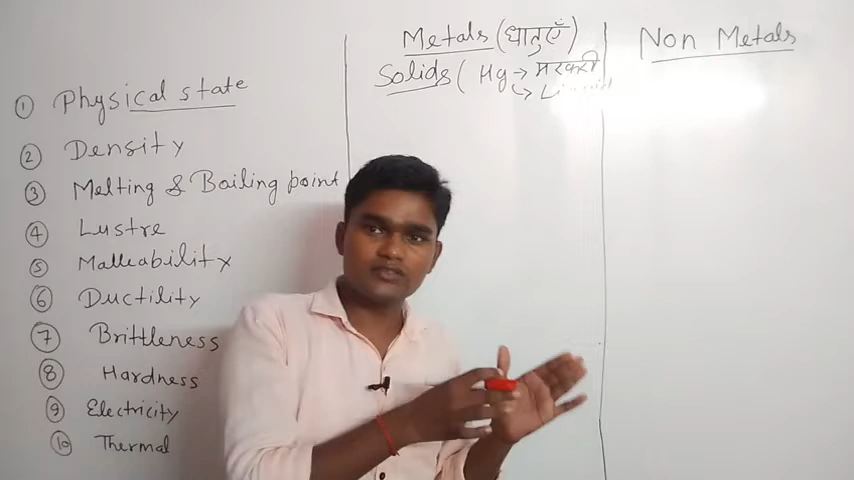 Metals (धातुएँ)
Non Metals
Solids ( Hg → मरकरी
↳ Liquid
① Physical state
② Density
③ Melting & Boiling point
④ Lustre
⑤ Malleability
⑥ Ductility
⑦ Brittleness
⑧ Hardness
⑨ Electricity
⑩ Thermal